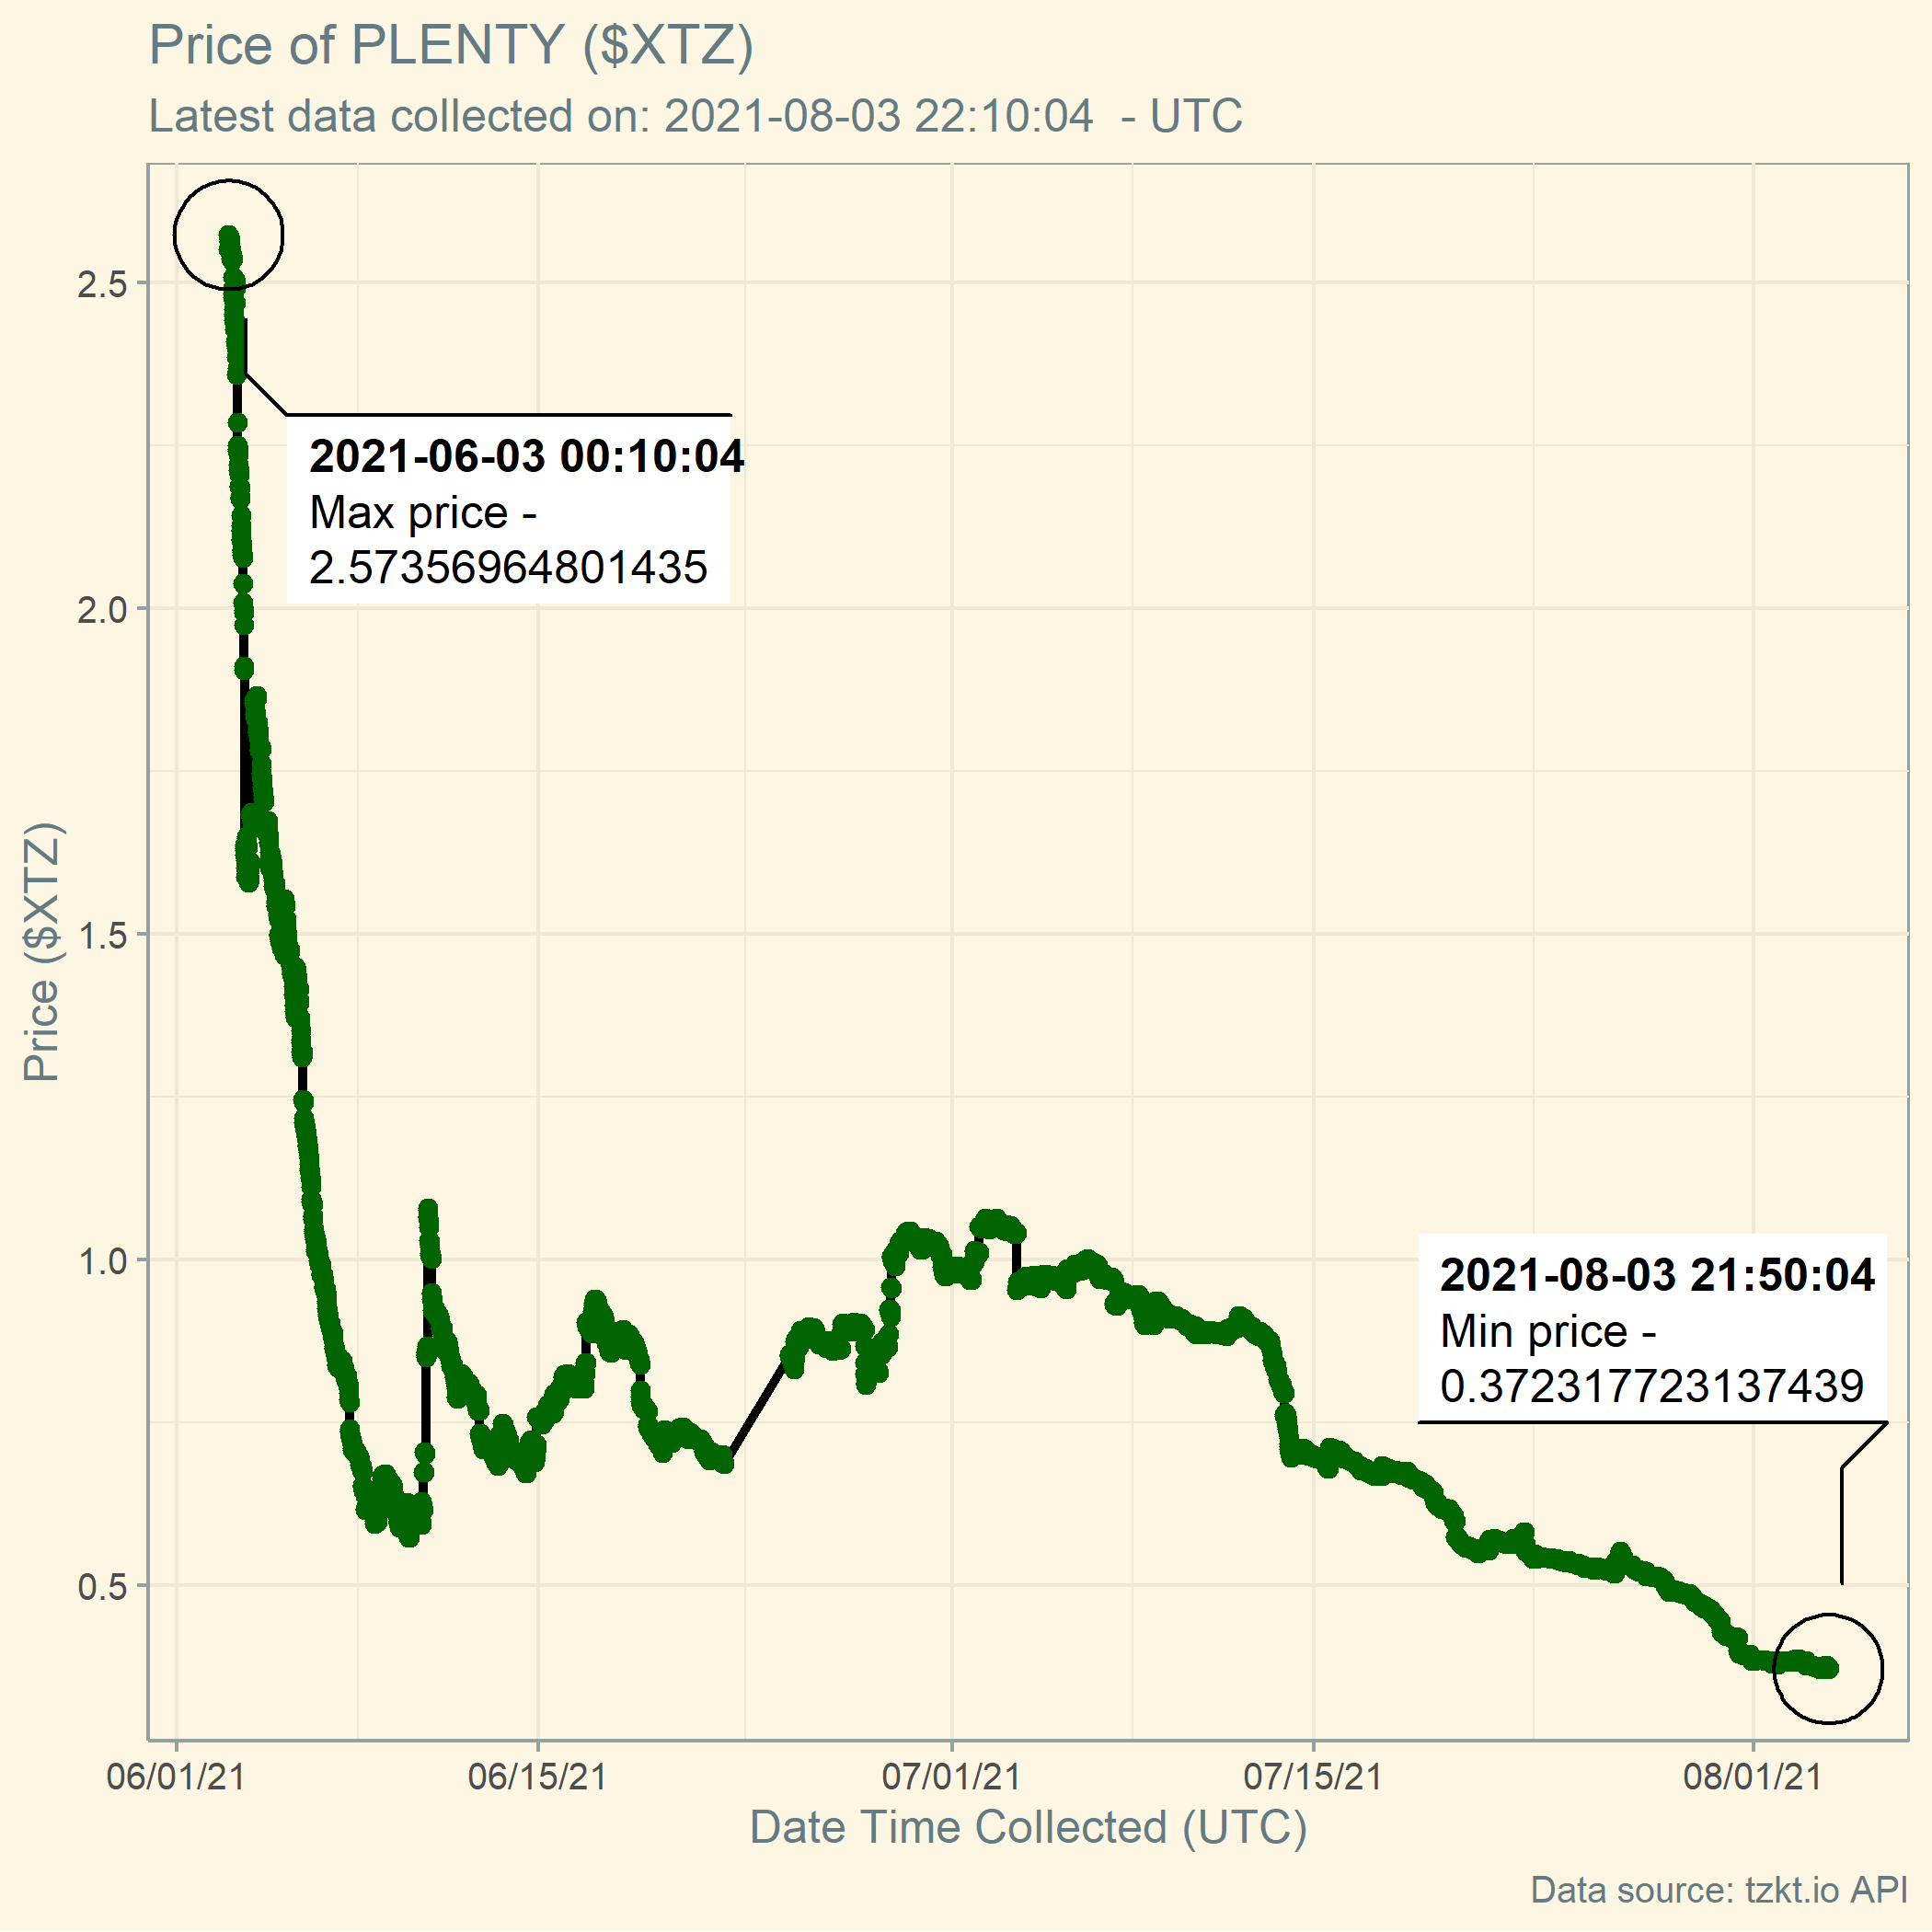 Price of PLENTY ($XTZ)
Latest data collected on: 2021-08-03 22:10:04  - UTC
2.5
2.0
1.5
1.0
0.5
Price ($XTZ)
2021-06-03 00:10:04
Max price -
2.57356964801435
2021-08-03 21:50:04
Min price -
0.372317723137439
06/01/21
06/15/21
07/01/21
07/15/21
08/01/21
Date Time Collected (UTC)
Data source: tzkt.io API